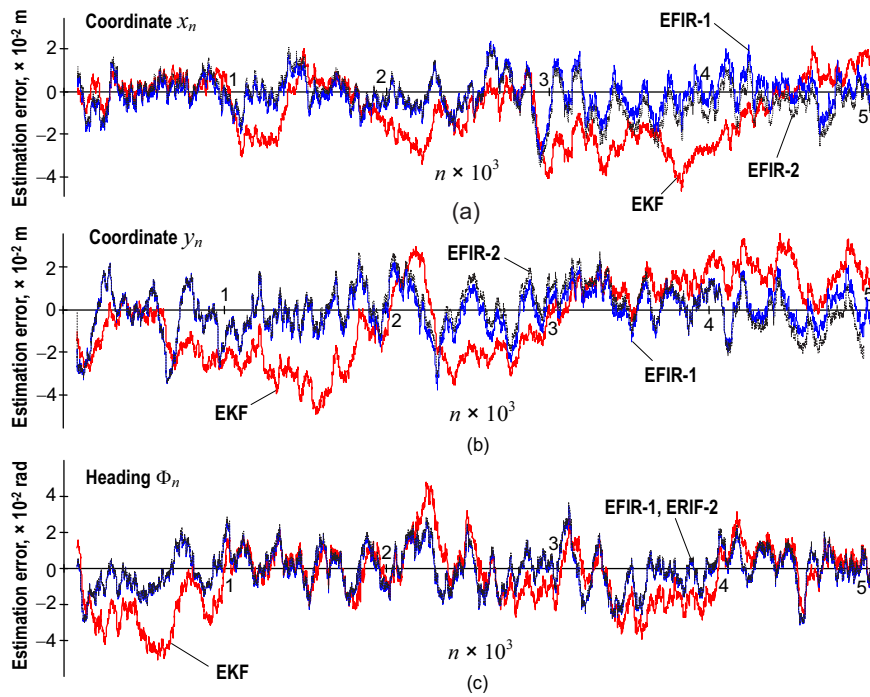 Coordinate xₙ
EFIR-1
Estimation error, × 10⁻² m
2
0
−2
−4
1
2
3
4
5
n × 10³
EKF
EFIR-2
(a)
Coordinate yₙ
EFIR-2
Estimation error, × 10⁻² m
2
0
−2
−4
1
2
3
4
5
EKF
EFIR-1
n × 10³
(b)
Heading Φₙ
EFIR-1, ERIF-2
Estimation error, × 10⁻² rad
4
2
0
−2
−4
1
2
3
4
5
EKF
n × 10³
(c)